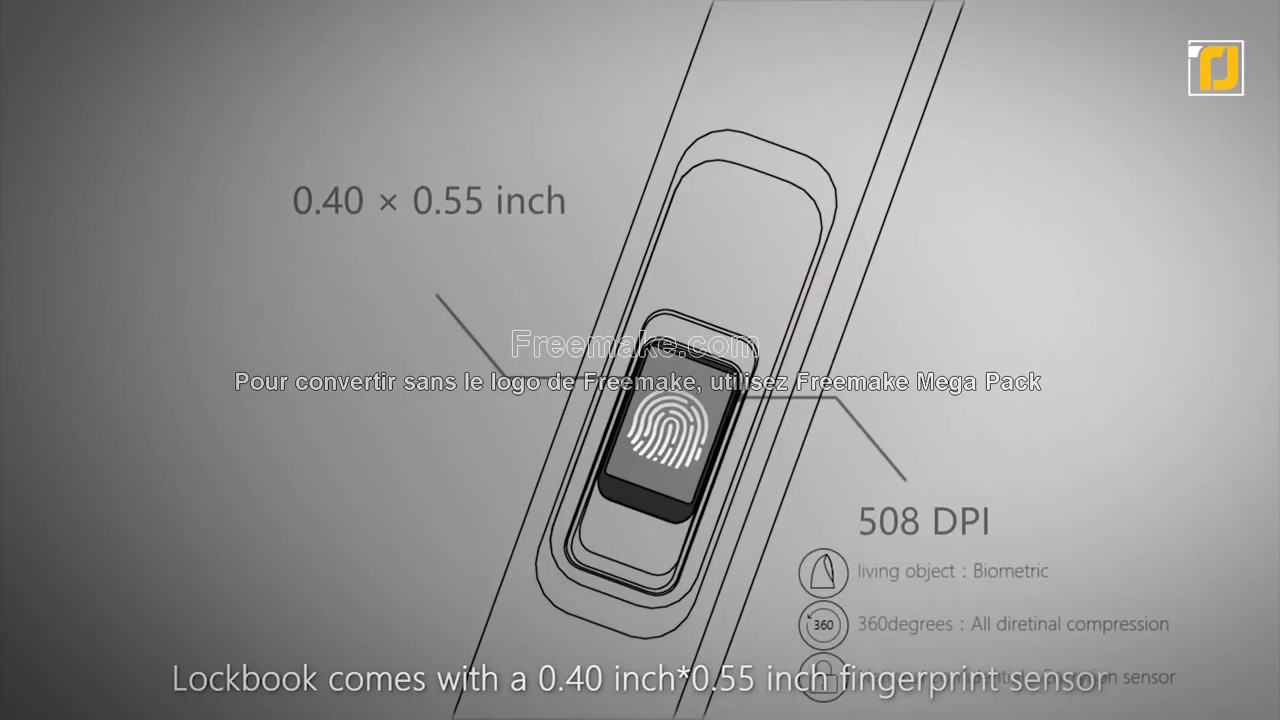 0.40 × 0.55 inch
Freemake.com
Pour convertir sans le logo de Freemake, utilisez Freemake Mega Pack
508 DPI
living object : Biometric
360
360degrees : All diretinal compression
sensor
Lockbook comes with a 0.40 inch*0.55 inch fingerprint sensor